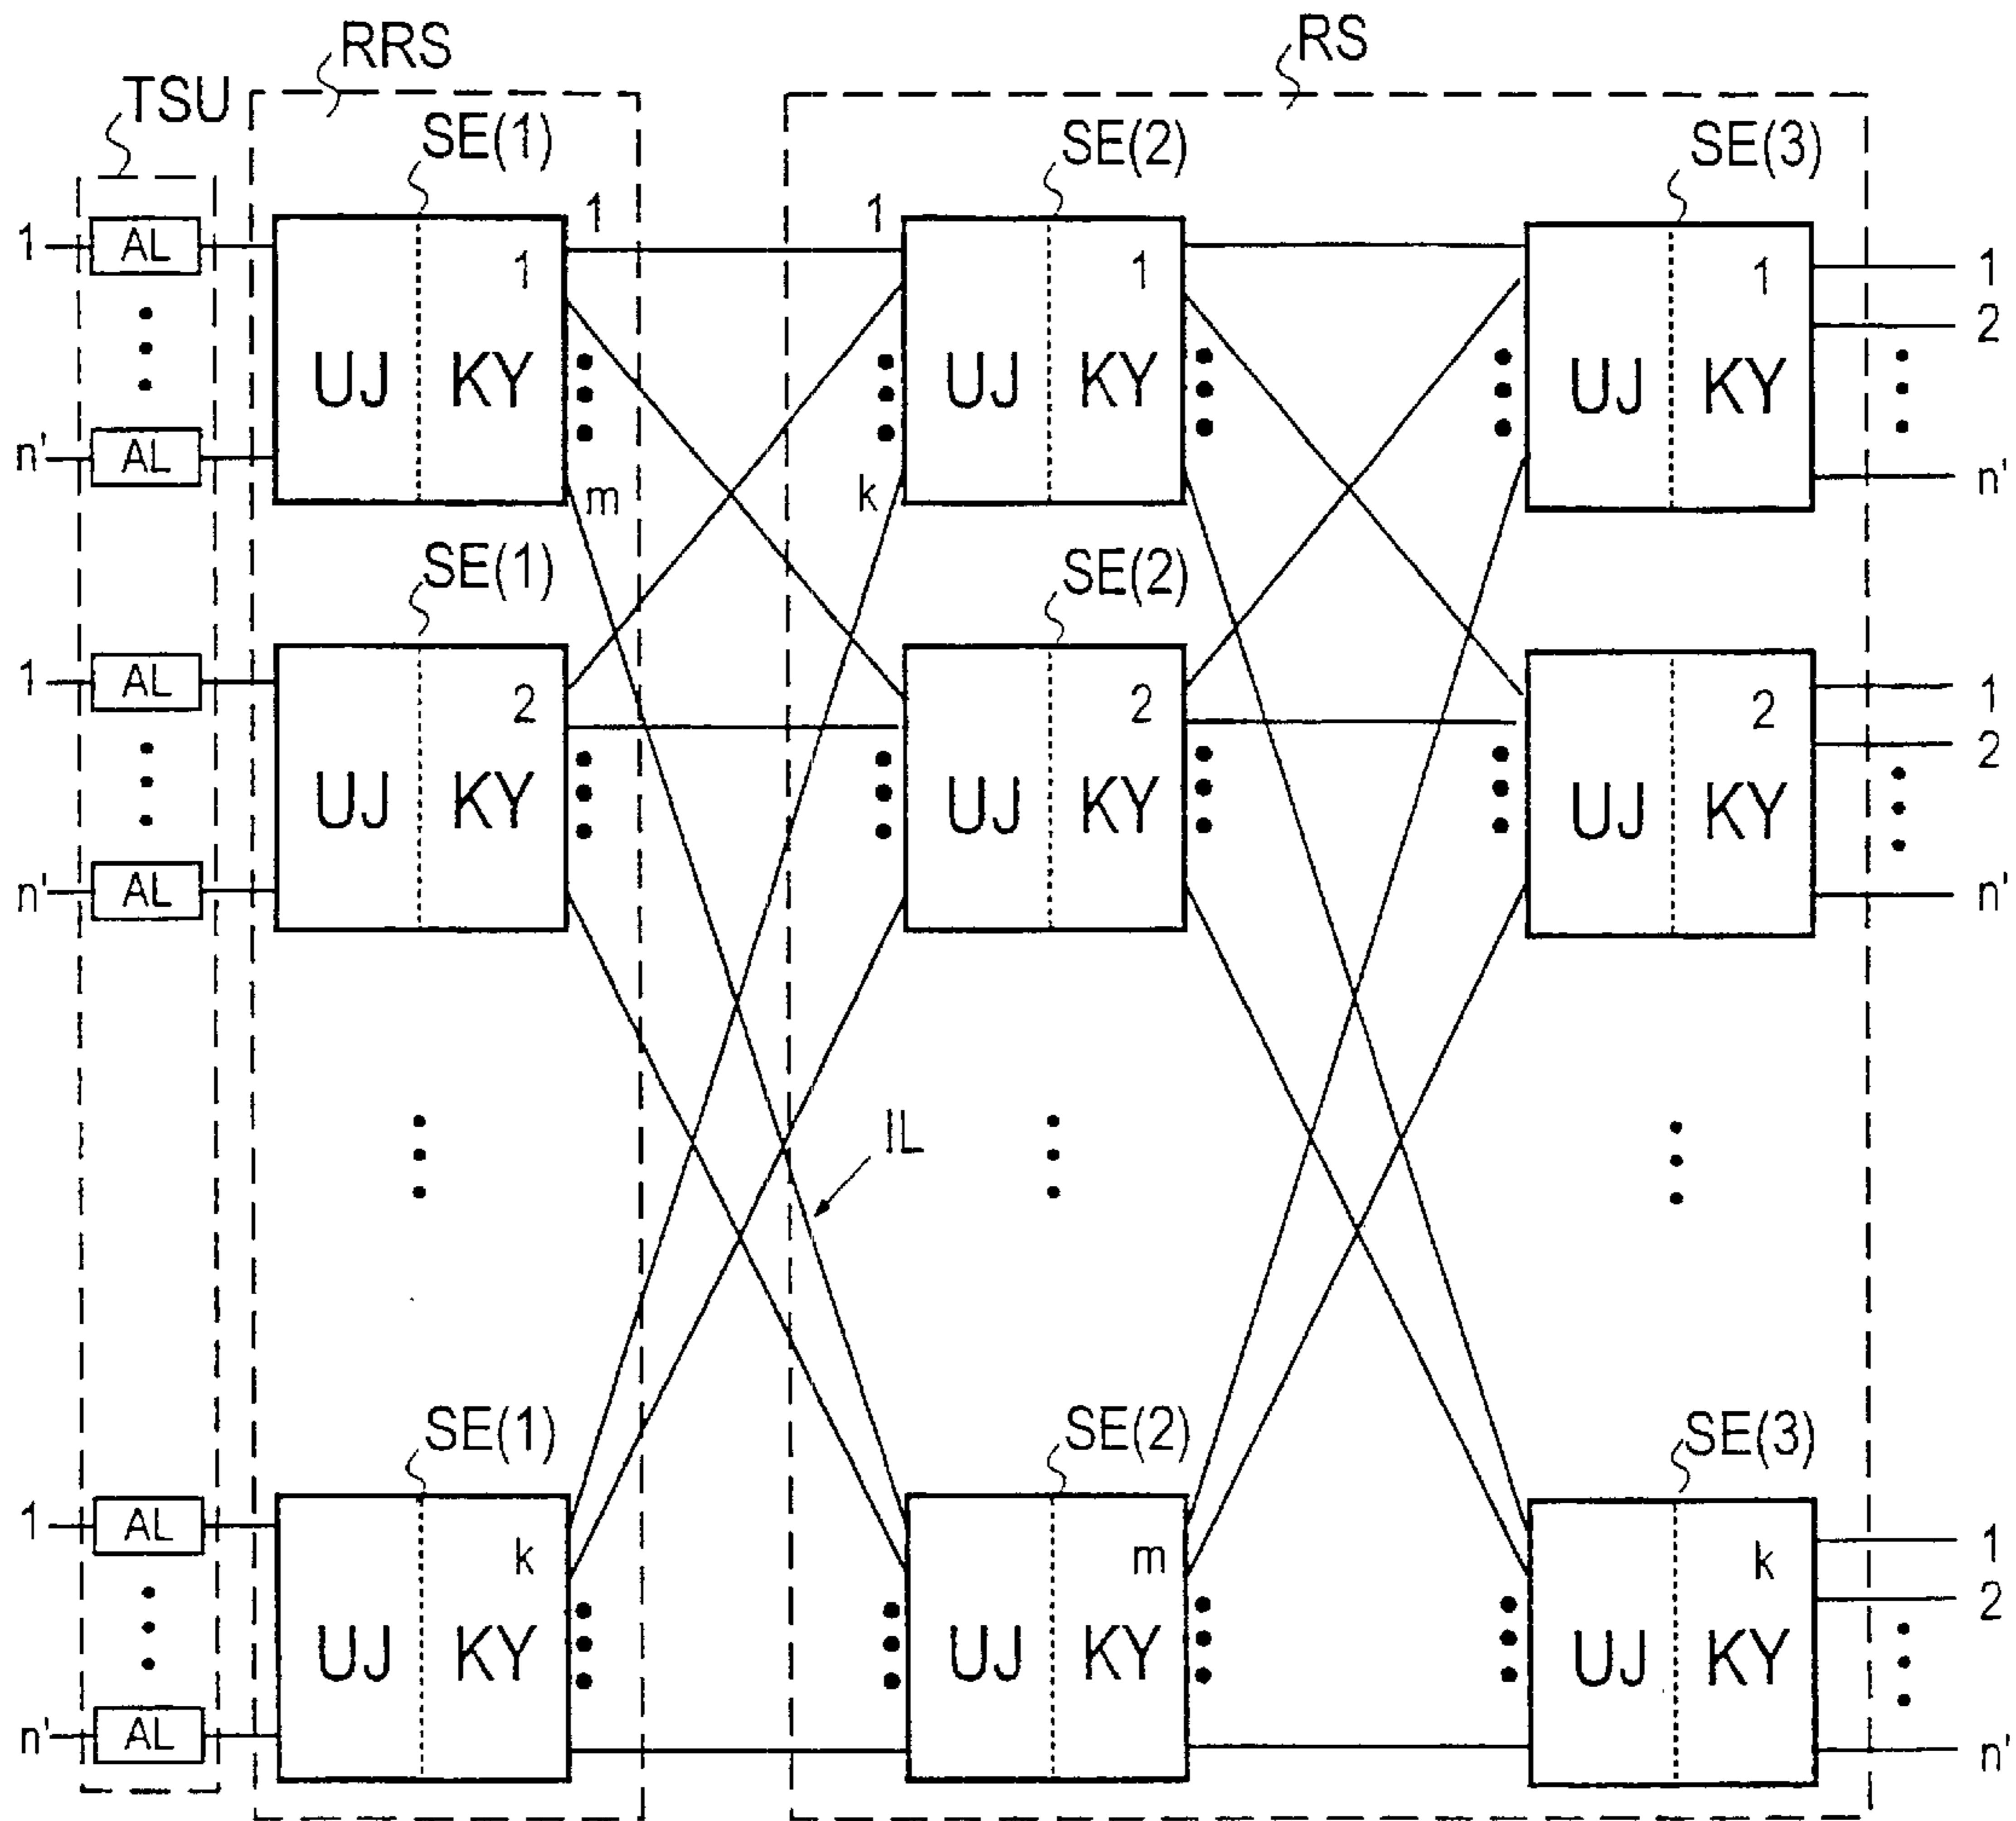 RRS
RS
TSU
SE(1)
SE(2)
SE(3)
1 AL 1 1 1 1 1
2
UJ KY UJ KY UJ KY
n' AL m k n'
SE(1)
SE(2)
1 AL 2 2 2 1
2
UJ KY UJ KY UJ KY
n' AL n'
IL
SE(1)
SE(2)
SE(3)
1 AL k m k 1
2
UJ KY UJ KY UJ KY
n' AL n'